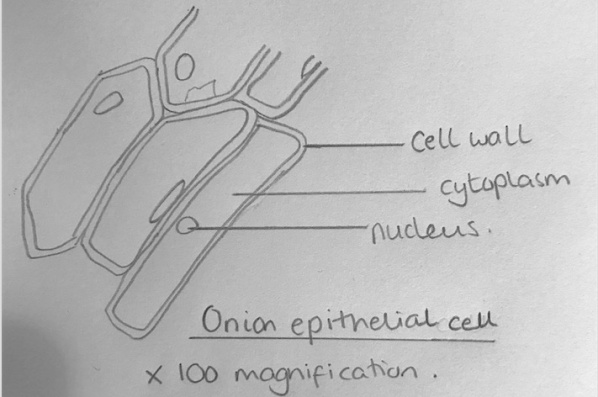 cell wall
cytoplasm
nucleus.
Onion epithelial cell
x 100 magnification.